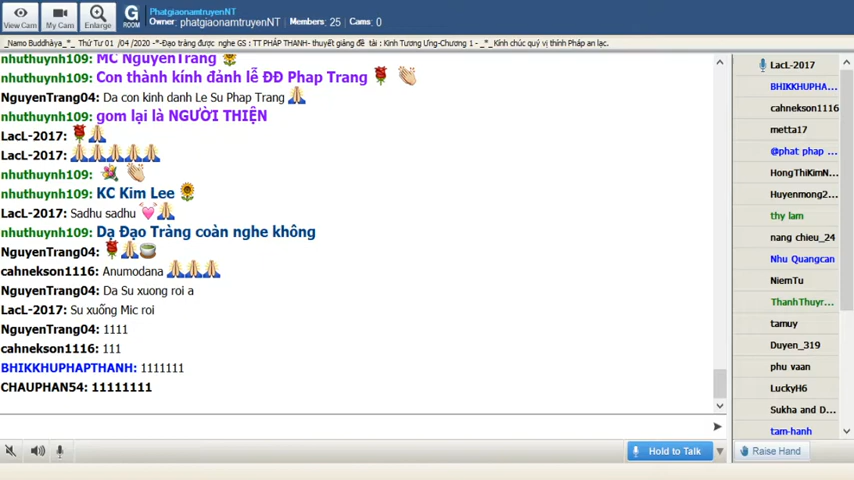 View Cam
My Cam
Enlarge
G
ROOM
PhatgiaonamtruyenNT
Owner: phatgiaonamtruyenNT | Members: 25 | Cams: 0
_Namo Buddhàya_*_ Thứ Tư 01 /04 /2020 -*-Đạo tràng được nghe GS : TT PHÁP THANH- thuyết giảng đề tài : Kinh Tương Ưng-Chương 1 - _*_ Kính chúc quý vị thính Pháp an lạc.
nhuthuynh109: MC NguyenTrang
nhuthuynh109: Con thành kính đảnh lễ ĐĐ Phap Trang
NguyenTrang04: Da con kinh danh Le Su Phap Trang
nhuthuynh109: gom lại là NGƯỜI THIỆN
LacL-2017:
LacL-2017:
nhuthuynh109:
nhuthuynh109: KC Kim Lee
LacL-2017: Sadhu sadhu
nhuthuynh109: Dạ Đạo Tràng coàn nghe không
NguyenTrang04:
cahnekson1116: Anumodana
NguyenTrang04: Da Su xuong roi a
LacL-2017: Su xuống Mic roi
NguyenTrang04: 1111
cahnekson1116: 111
BHIKKHUPHAPTHANH: 1111111
CHAUPHAN54: 11111111
LacL-2017
BHIKKHUPHA...
cahnekson1116
metta17
@phat phap ...
HongThiKimN...
Huyenmong2...
thy lam
nang chieu_24
Nhu Quangcan
NiemTu
ThanhThuyr...
tamuy
Duyen_319
phu vaan
LuckyH6
Sukha and D...
tam-hanh
Hold to Talk
Raise Hand